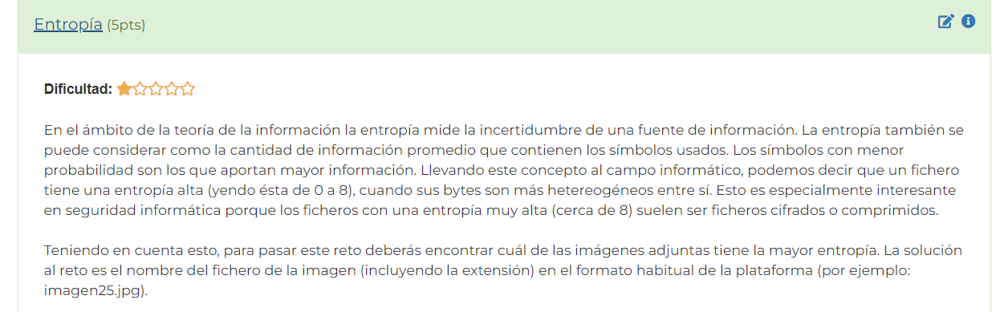 Entropía (5pts)
Dificultad:
En el ámbito de la teoría de la información la entropía mide la incertidumbre de una fuente de información. La entropía también se
puede considerar como la cantidad de información promedio que contienen los símbolos usados. Los símbolos con menor
probabilidad son los que aportan mayor información. Llevando este concepto al campo informático, podemos decir que un fichero
tiene una entropía alta (yendo ésta de 0 a 8), cuando sus bytes son más hetereogéneos entre sí. Esto es especialmente interesante
en seguridad informática porque los ficheros con una entropía muy alta (cerca de 8) suelen ser ficheros cifrados o comprimidos.
Teniendo en cuenta esto, para pasar este reto deberás encontrar cuál de las imágenes adjuntas tiene la mayor entropía. La solución
al reto es el nombre del fichero de la imagen (incluyendo la extensión) en el formato habitual de la plataforma (por ejemplo:
imagen25.jpg).